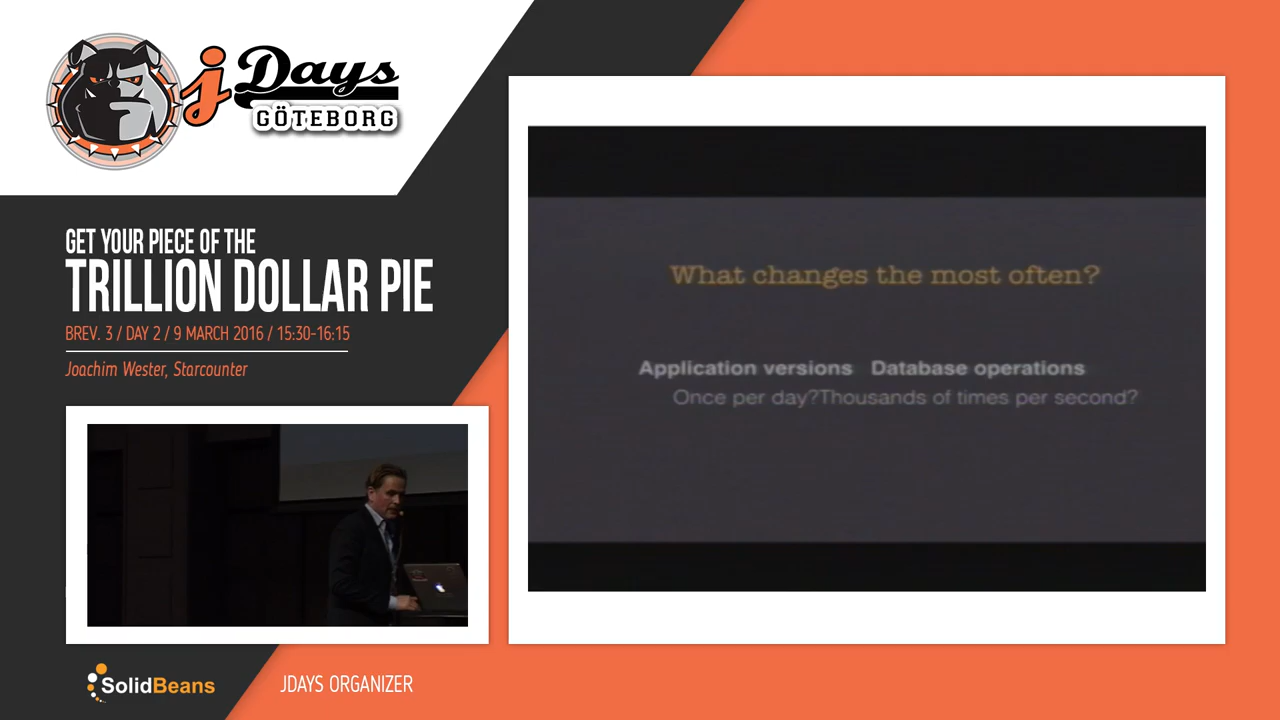 j Days
GÖTEBORG
GET YOUR PIECE OF THE
TRILLION DOLLAR PIE
BREV. 3 / DAY 2 / 9 MARCH 2016 / 15:30-16:15
Joachim Wester, Starcounter
What changes the most often?
Application versions Database operations
Once per day?Thousands of times per second?
SolidBeans
JDAYS ORGANIZER